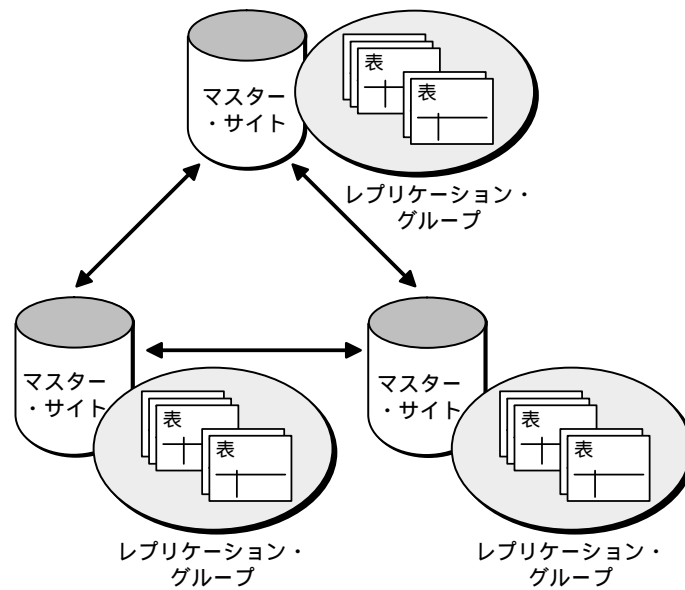 マスター
・サイト
表
表
レプリケーション・
グループ
マスター
・サイト
表
表
レプリケーション・
グループ
マスター
・サイト
表
表
レプリケーション・
グループ